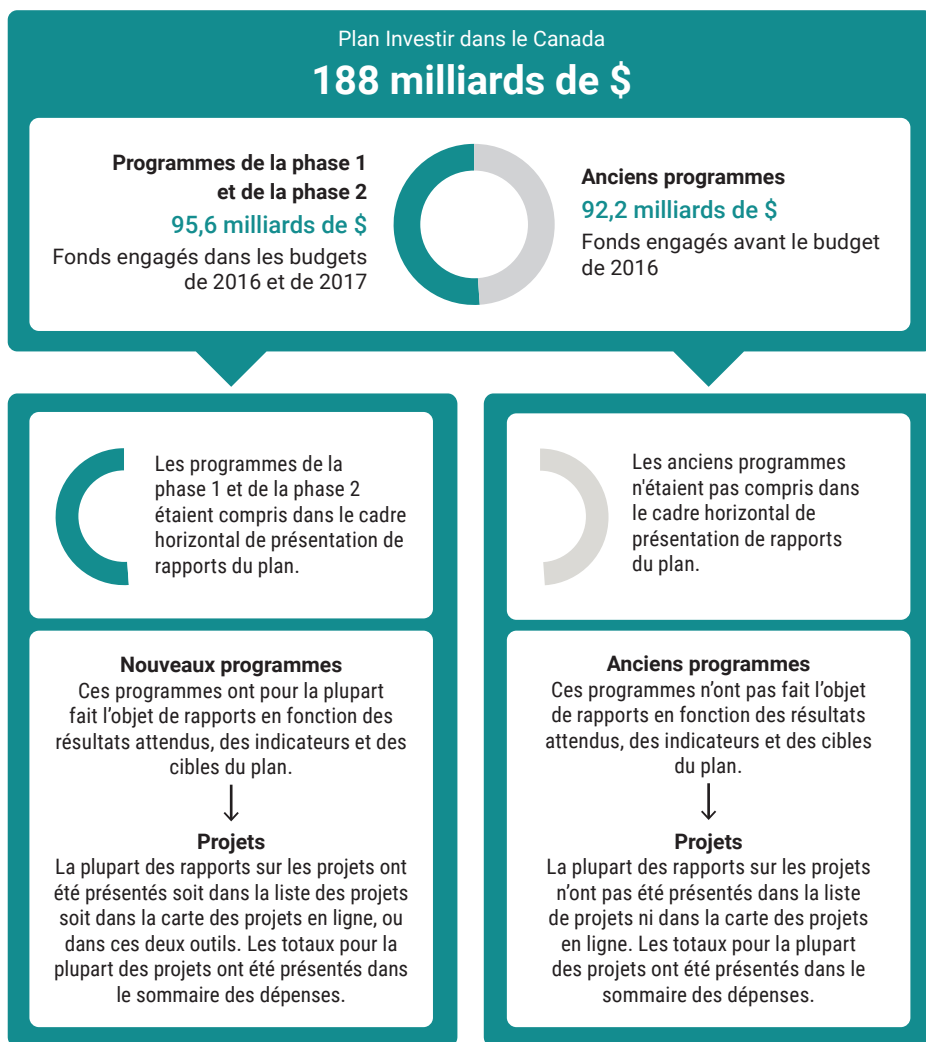 Plan Investir dans le Canada
188 milliards de $
Programmes de la phase 1
et de la phase 2
95,6 milliards de $
Fonds engagés dans les budgets
de 2016 et de 2017
Anciens programmes
92,2 milliards de $
Fonds engagés avant le budget
de 2016
Les programmes de la
phase 1 et de la phase 2
étaient compris dans le cadre
horizontal de présentation de
rapports du plan.
Nouveaux programmes
Ces programmes ont pour la plupart
fait l'objet de rapports en fonction des
résultats attendus, des indicateurs et des
cibles du plan.
Projets
La plupart des rapports sur les projets ont
été présentés soit dans la liste des projets
soit dans la carte des projets en ligne, ou
dans ces deux outils. Les totaux pour la
plupart des projets ont été présentés dans
le sommaire des dépenses.
Les anciens programmes
n'étaient pas compris dans
le cadre horizontal de
présentation de rapports
du plan.
Anciens programmes
Ces programmes n'ont pas fait l'objet
de rapports en fonction des résultats
attendus, des indicateurs et des cibles
du plan.
Projets
La plupart des rapports sur les projets
n'ont pas été présentés dans la liste
de projets ni dans la carte des projets
en ligne. Les totaux pour la plupart
des projets ont été présentés dans le
sommaire des dépenses.